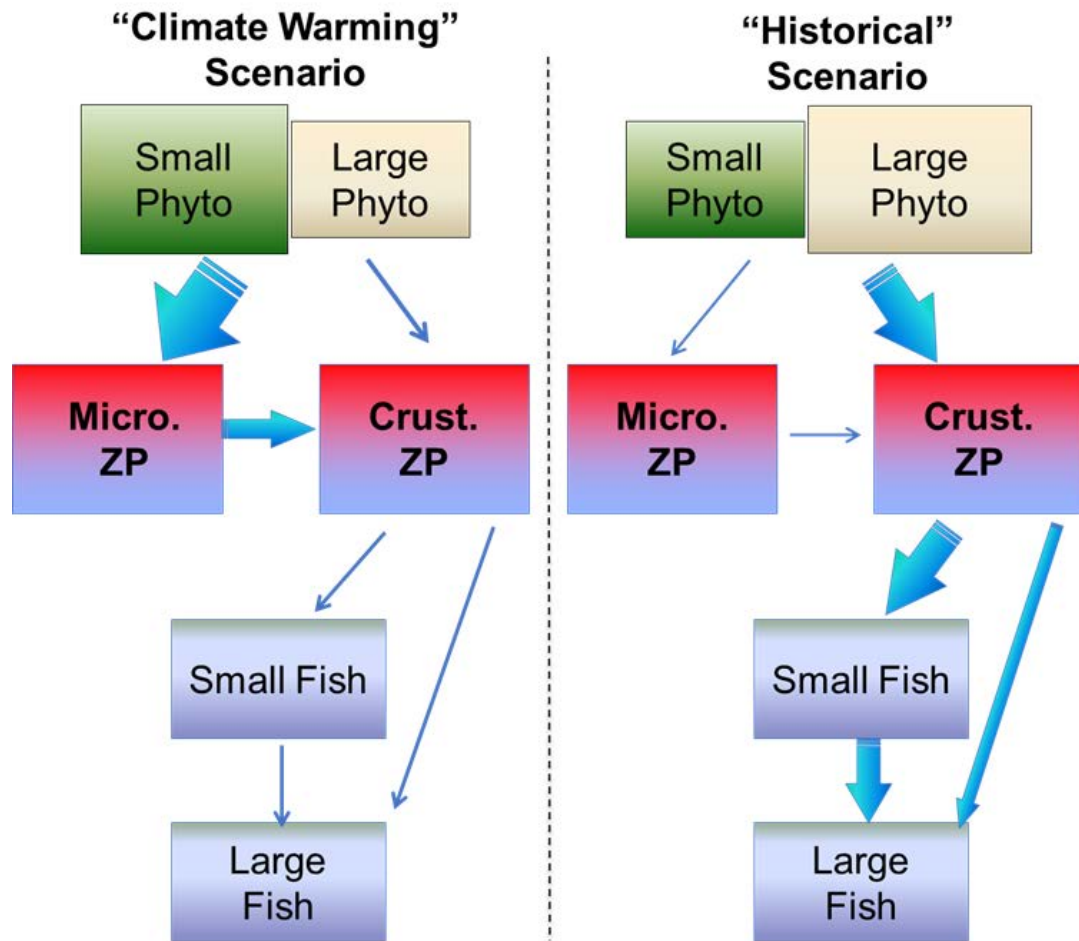 “Climate Warming”
Scenario
Small
Phyto
Large
Phyto
Micro.
ZP
Crust.
ZP
Small Fish
Large
Fish
“Historical”
Scenario
Small
Phyto
Large
Phyto
Micro.
ZP
Crust.
ZP
Small Fish
Large
Fish